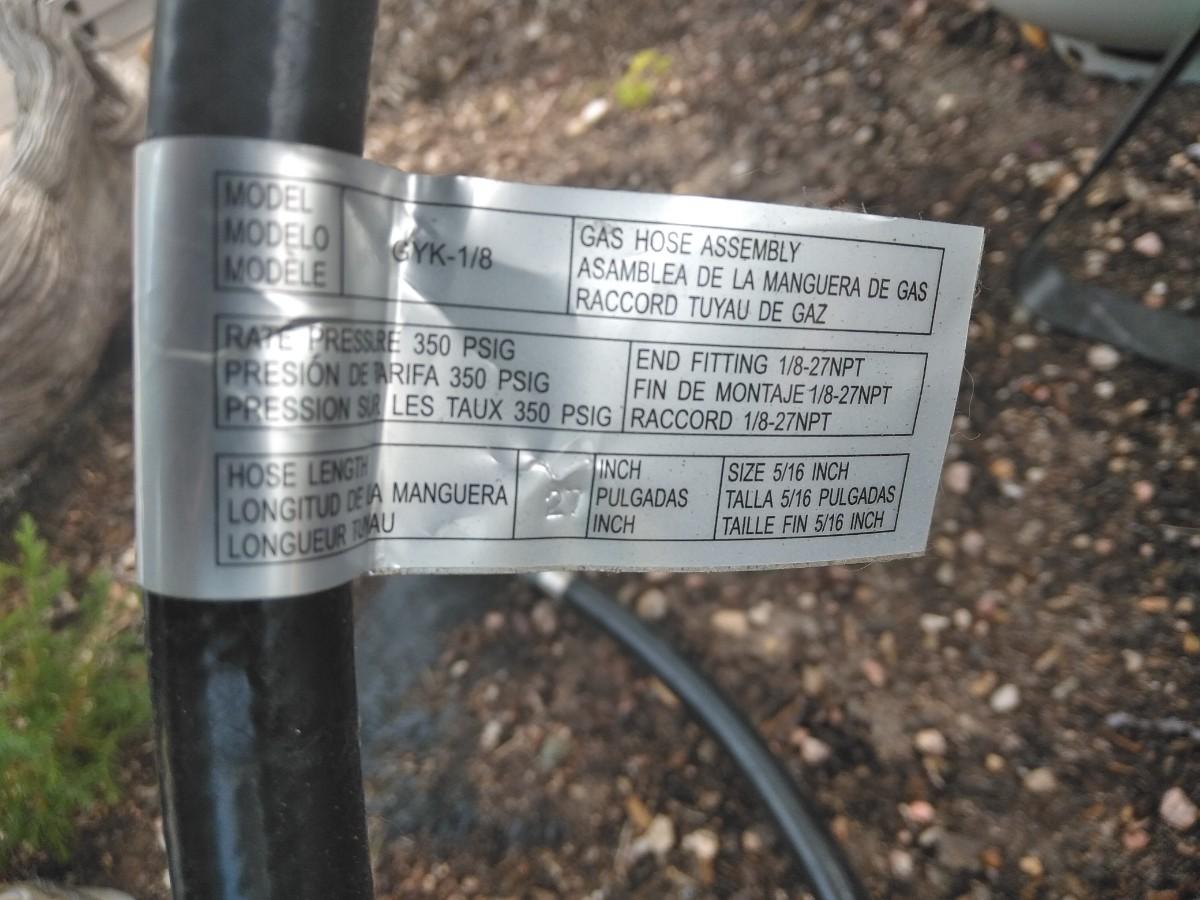 MODEL
MODELO
MODÈLE
GYK-1/8
GAS HOSE ASSEMBLY
ASAMBLEA DE LA MANGUERA DE GAS
RACCORD TUYAU DE GAZ
RATE PRESSURE 350 PSIG
PRESIÓN DE TARIFA 350 PSIG
PRESSION SUR LES TAUX 350 PSIG
END FITTING 1/8-27NPT
FIN DE MONTAJE 1/8-27NPT
RACCORD 1/8-27NPT
HOSE LENGTH
LONGITUD DE LA MANGUERA
LONGUEUR TUYAU
27
INCH
PULGADAS
INCH
SIZE 5/16 INCH
TALLA 5/16 PULGADAS
TAILLE FIN 5/16 INCH